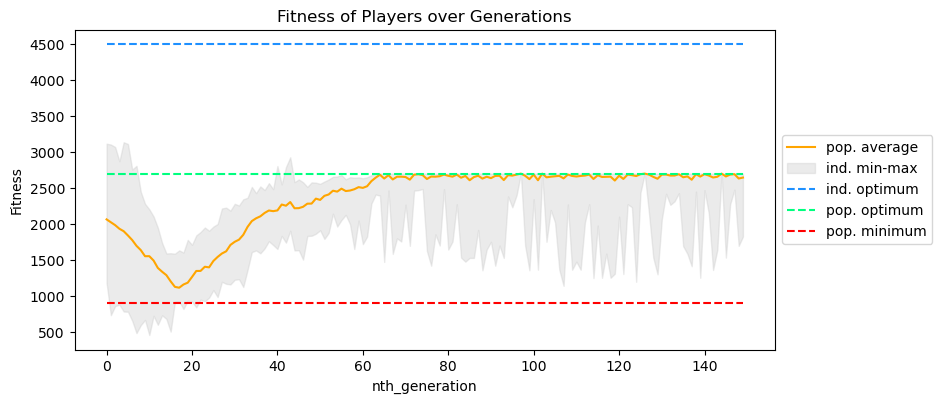 Fitness of Players over Generations
Fitness
4500
4000
3500
3000
2500
2000
1500
1000
500
0
20
40
60
80
100
120
140
nth_generation
pop. average
ind. min-max
ind. optimum
pop. optimum
pop. minimum